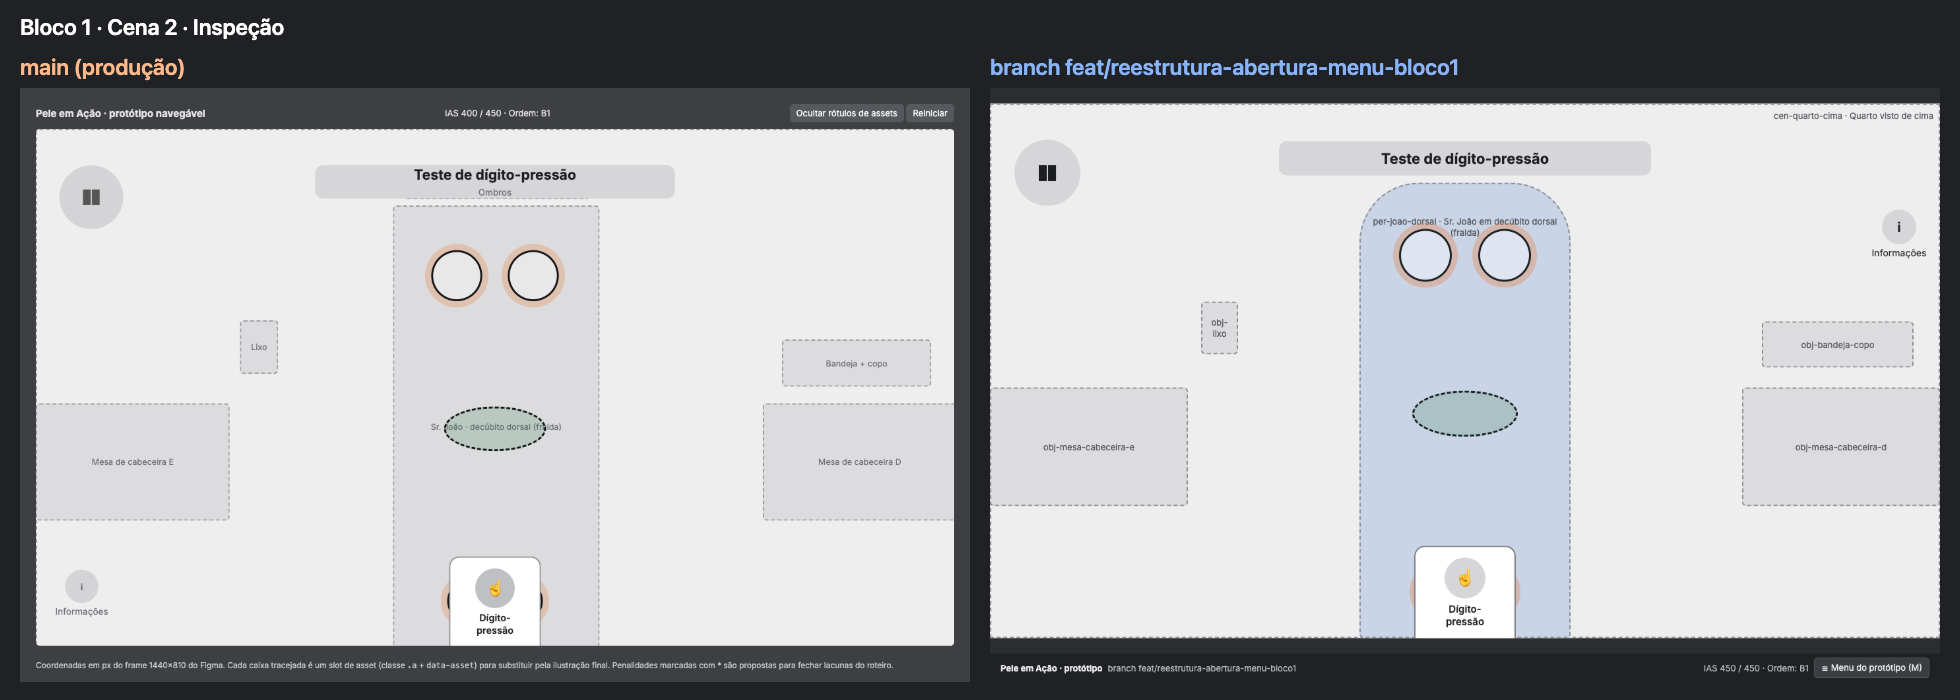 Bloco 1 · Cena 2 · Inspeção
main (produção)
Pele em Ação · protótipo navegável
IAS 400 / 450 · Ordem: B1
Ocultar rótulos de assets
Reiniciar
Teste de dígito-pressão
Ombros
Lixo
Bandeja + copo
Sr. João · decúbito dorsal (fralda)
Mesa de cabeceira E
Mesa de cabeceira D
i
Informações
Dígito-
pressão
Coordenadas em px do frame 1440×810 do Figma. Cada caixa tracejada é um slot de asset (classe .a + data-asset) para substituir pela ilustração final. Penalidades marcadas com * são propostas para fechar lacunas do roteiro.
branch feat/reestrutura-abertura-menu-bloco1
cen-quarto-cima · Quarto visto de cima
Teste de dígito-pressão
per-joao-dorsal · Sr. João em decúbito dorsal
(fralda)
i
Informações
obj-
lixo
obj-bandeja-copo
obj-mesa-cabeceira-e
obj-mesa-cabeceira-d
Dígito-
pressão
Pele em Ação · protótipo branch feat/reestrutura-abertura-menu-bloco1
IAS 450 / 450 · Ordem: B1
≡ Menu do protótipo (M)